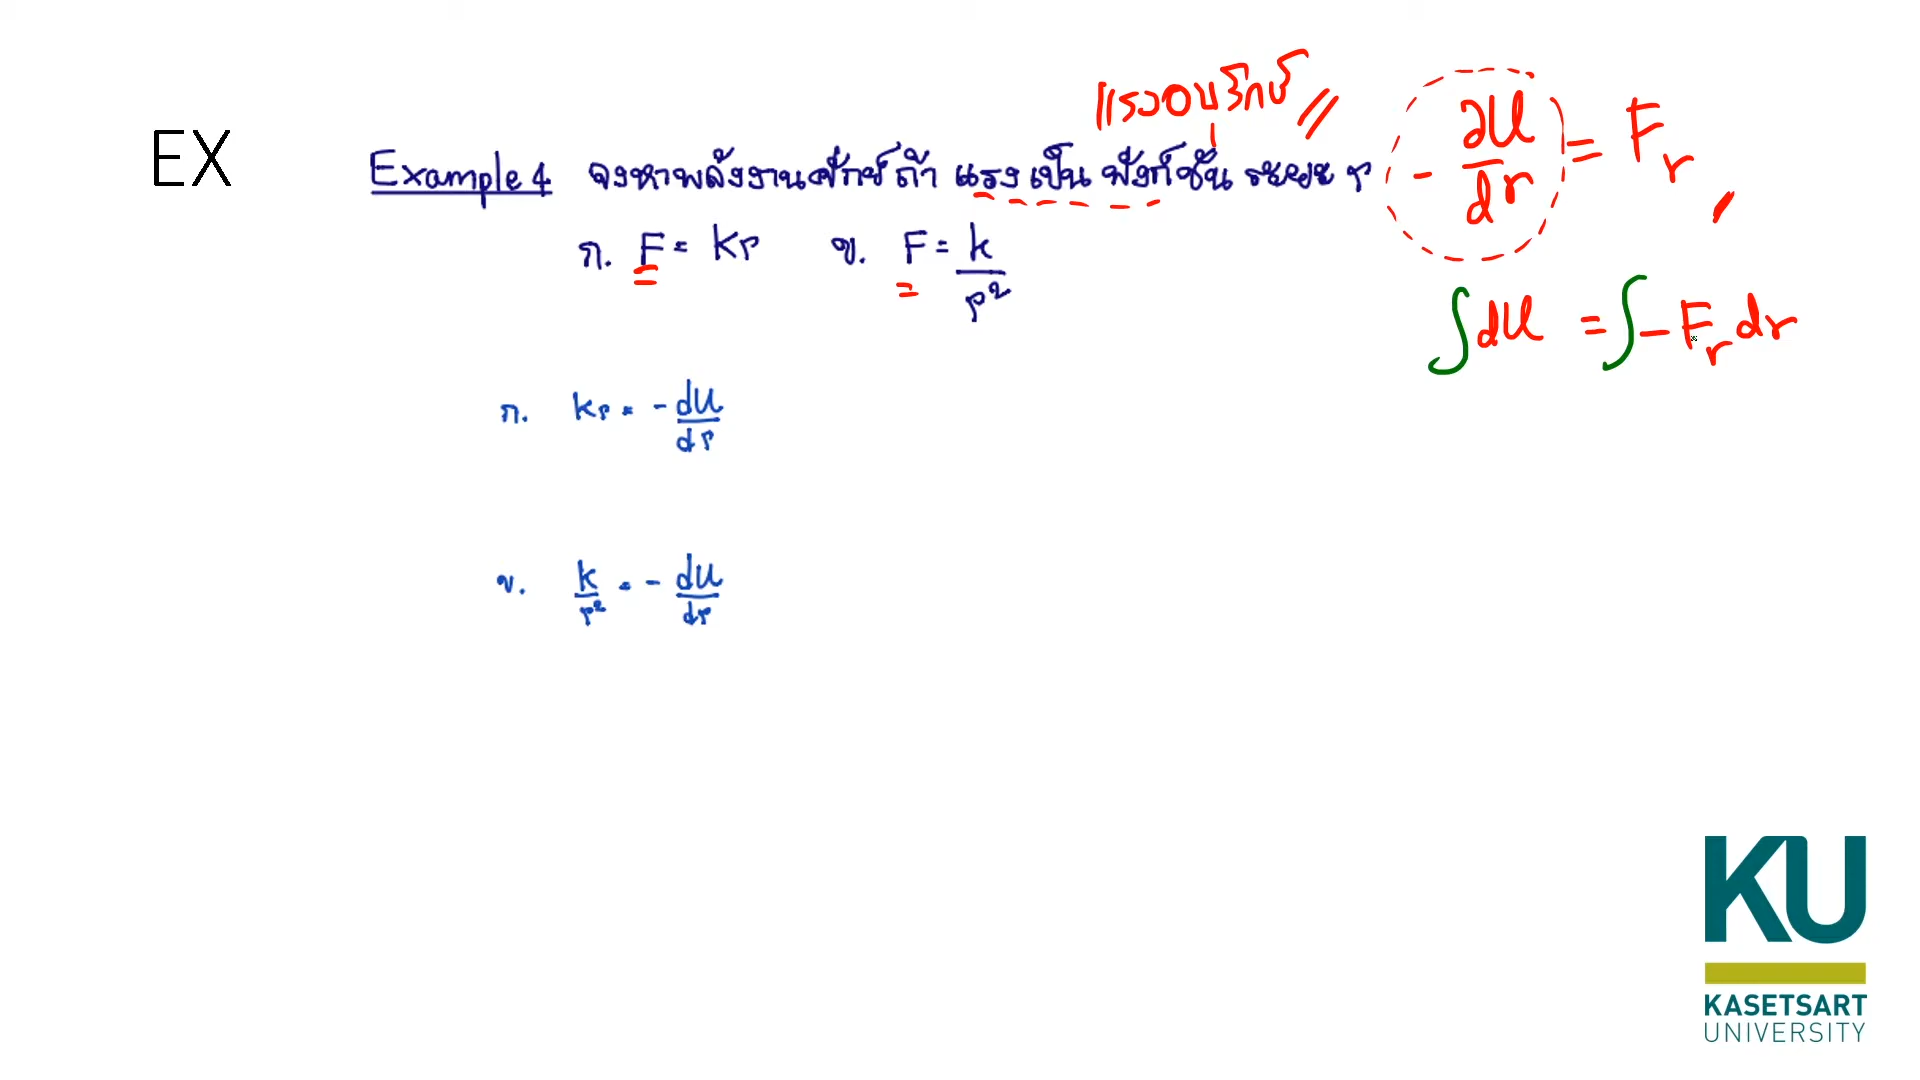 แรงอนุรักษ์ //
EX
Example 4 จงหาพลังงานศักย์ถ้า แรงเป็น ฟังก์ชัน ระยะ r
- ∂U/dr = F_r ,
ก. F = Kr ข. F = k/r²
∫dU = ∫-F_r dr
ก. kr = - dU/dr
ข. k/r² = - dU/dr
KU
KASETSART
UNIVERSITY